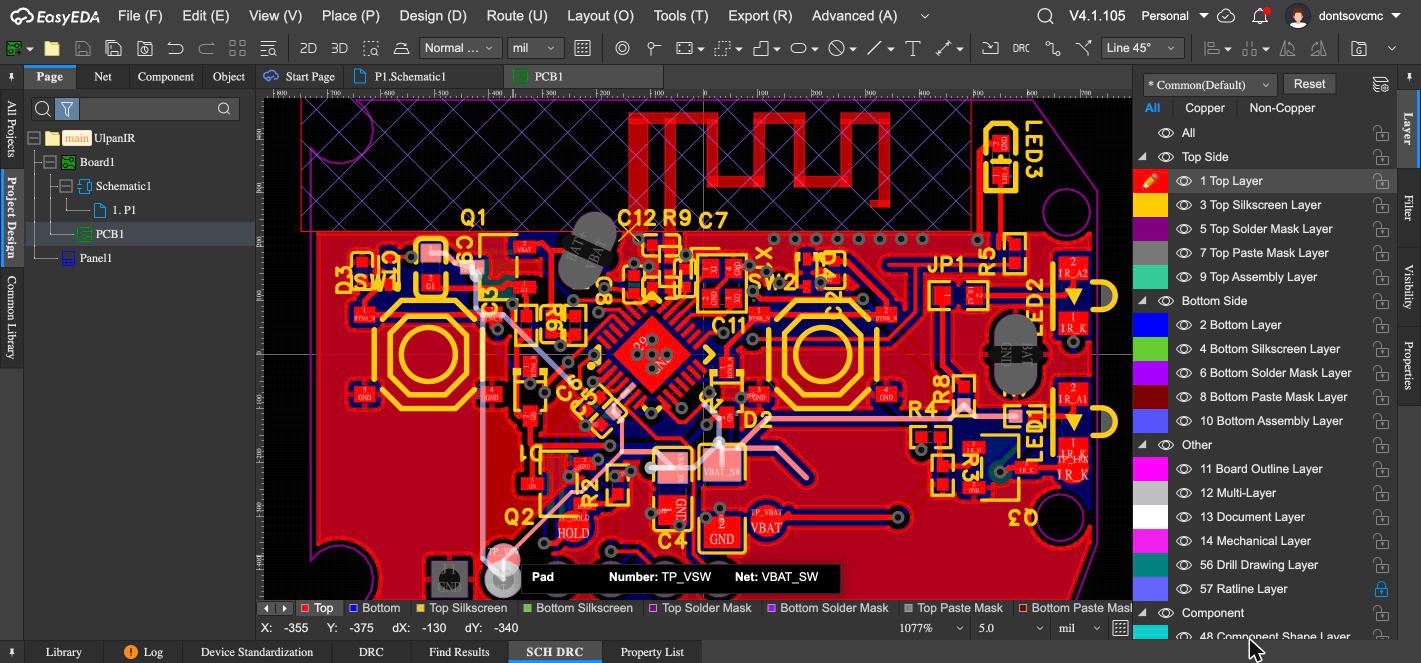 EasyEDA File (F) Edit (E) View (V) Place (P) Design (D) Route (U) Layout (O) Tools (T) Export (R) Advanced (A) V4.1.105 Personal dontsovcmc
2D 3D Normal ... mil DRC Line 45°
Page Net Component Object Start Page P1.Schematic1 PCB1
* Common(Default) Reset
All Copper Non-Copper
All Projects
Project Design
Common Library
main UlpanIR
Board1
Schematic1
1. P1
PCB1
Panel1
Layer
Filter
Visibility
Properties
All
Top Side
1 Top Layer
3 Top Silkscreen Layer
5 Top Solder Mask Layer
7 Top Paste Mask Layer
9 Top Assembly Layer
Bottom Side
2 Bottom Layer
4 Bottom Silkscreen Layer
6 Bottom Solder Mask Layer
8 Bottom Paste Mask Layer
10 Bottom Assembly Layer
Other
11 Board Outline Layer
12 Multi-Layer
13 Document Layer
14 Mechanical Layer
56 Drill Drawing Layer
57 Ratline Layer
Component
48 Component Shape Layer
LED3
Q1 C12 R9 C7
D3 SW1 SW2 JP1 R5
LED2
C11
IR_A2
IR_K
R8
R4
IR_A1
LED1
D2
IR_K
R3
VBAT_SW
R2
Q2
HOLD
C4
GND
GND
TP_VBAT
VBAT
Q3
J1
GND
Pad Number: TP_VSW Net: VBAT_SW
Top Bottom Top Silkscreen Bottom Silkscreen Top Solder Mask Bottom Solder Mask Top Paste Mask Bottom Paste Mas
X: -355 Y: -375 dX: -130 dY: -340 1077% 5.0 mil
Library Log Device Standardization DRC Find Results SCH DRC Property List